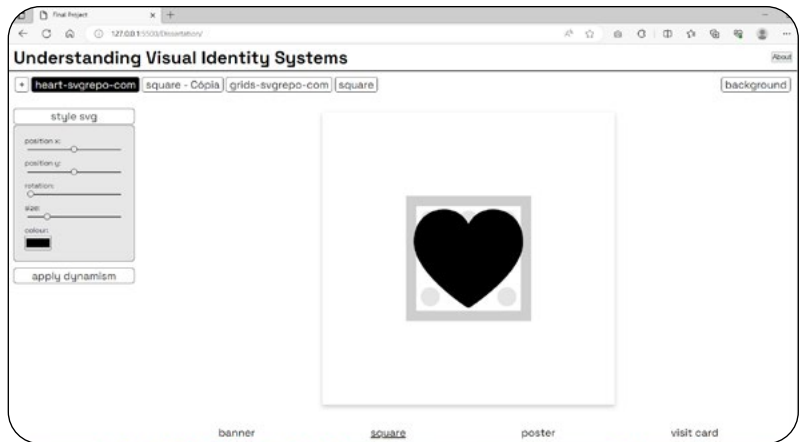 Final Project
127.0.0.1:5500/Dissertation/
Understanding Visual Identity Systems
About
+ heart-svgrepo-com square - Cópia grids-svgrepo-com square background
style svg
position x:
position y:
rotation:
size:
colour:
apply dynamism
banner square poster visit card